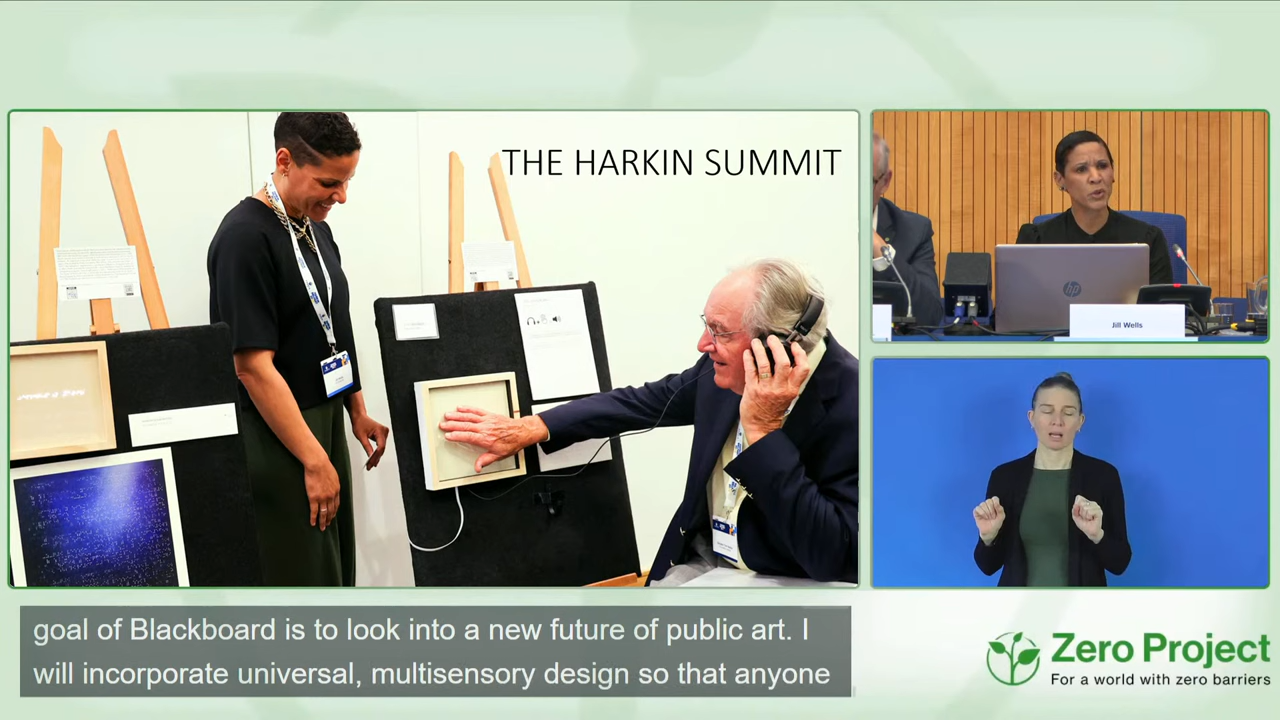 THE HARKIN SUMMIT
hp
Jill Wells
goal of Blackboard is to look into a new future of public art. I
will incorporate universal, multisensory design so that anyone
Zero Project
For a world with zero barriers